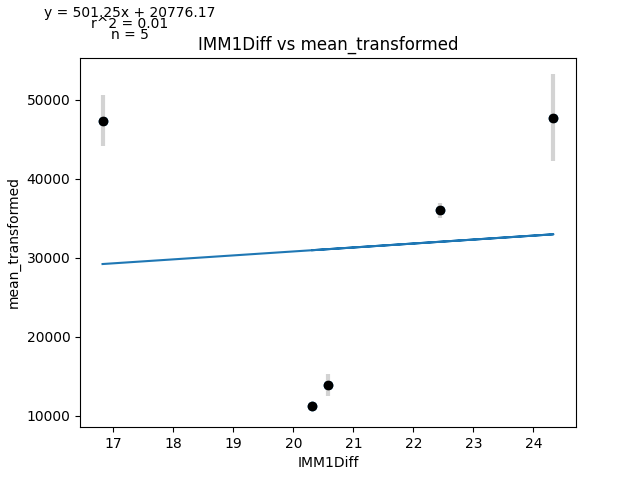 y = 501.25x + 20776.17
r^2 = 0.01
n = 5
IMM1Diff vs mean_transformed
50000
40000
30000
20000
10000
mean_transformed
17 18 19 20 21 22 23 24
IMM1Diff